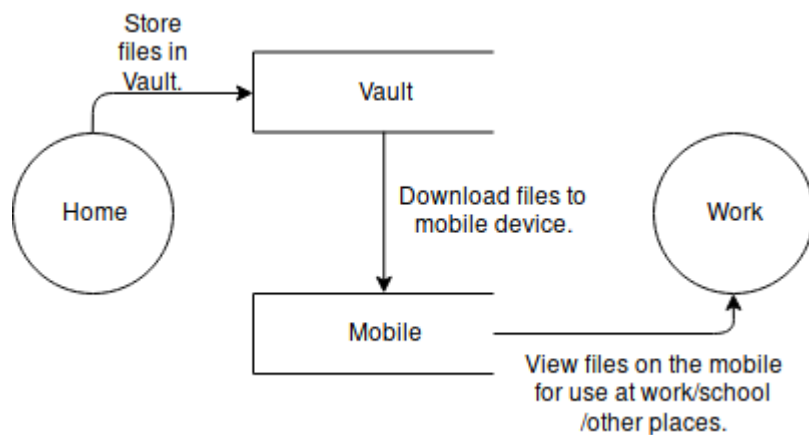 Store
files in
Vault.
Vault
Home
Download files to
mobile device.
Work
Mobile
View files on the mobile
for use at work/school
/other places.